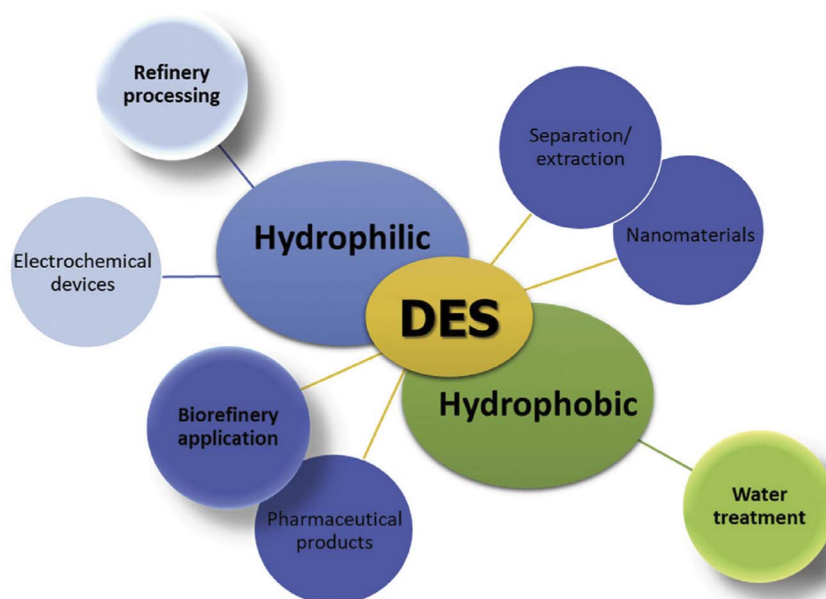 Refinery
processing
Separation/
extraction
Hydrophilic
Nanomaterials
Electrochemical
devices
DES
Hydrophobic
Biorefinery
application
Pharmaceutical
products
Water
treatment